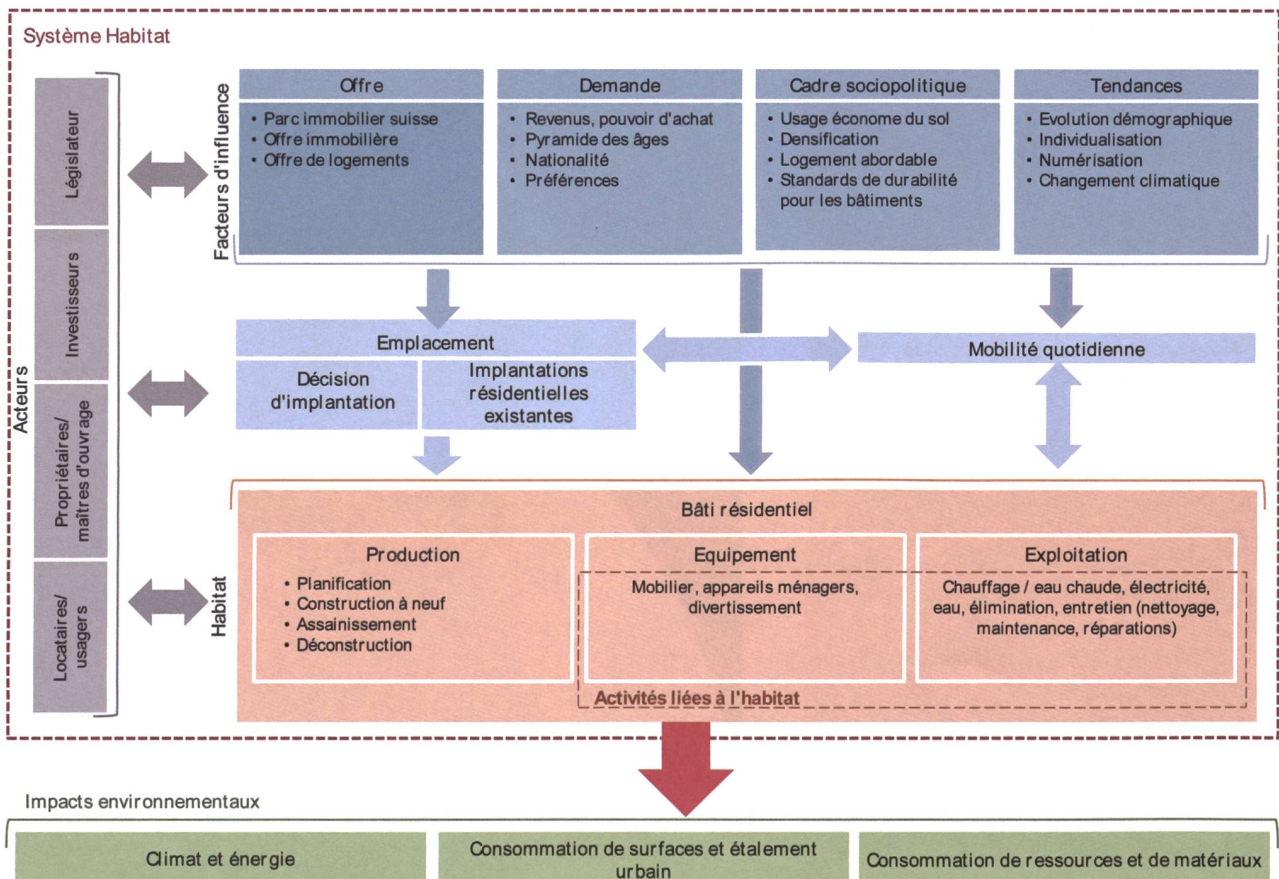 Système Habitat
Acteurs
Législateur
Investisseurs
Propriétaires/
maîtres d'ouvrage
Locataires/
usagers
Facteurs d'influence
Offre
• Parc immobilier suisse
• Offre immobilière
• Offre de logements
Demande
• Revenus, pouvoir d'achat
• Pyramide des âges
• Nationalité
• Préférences
Cadre sociopolitique
• Usage économe du sol
• Densification
• Logement abordable
• Standards de durabilité
pour les bâtiments
Tendances
• Evolution démographique
• Individualisation
• Numérisation
• Changement climatique
Emplacement
Décision
d'implantation
Implantations
résidentielles
existantes
Mobilité quotidienne
Habitat
Bâti résidentiel
Production
• Planification
• Construction à neuf
• Assainissement
• Déconstruction
Equipement
Mobilier, appareils ménagers,
divertissement
Exploitation
Chauffage / eau chaude, électricité,
eau, élimination, entretien (nettoyage,
maintenance, réparations)
Activités liées à l'habitat
Impacts environnementaux
Climat et énergie
Consommation de surfaces et étalement
urbain
Consommation de ressources et de matériaux